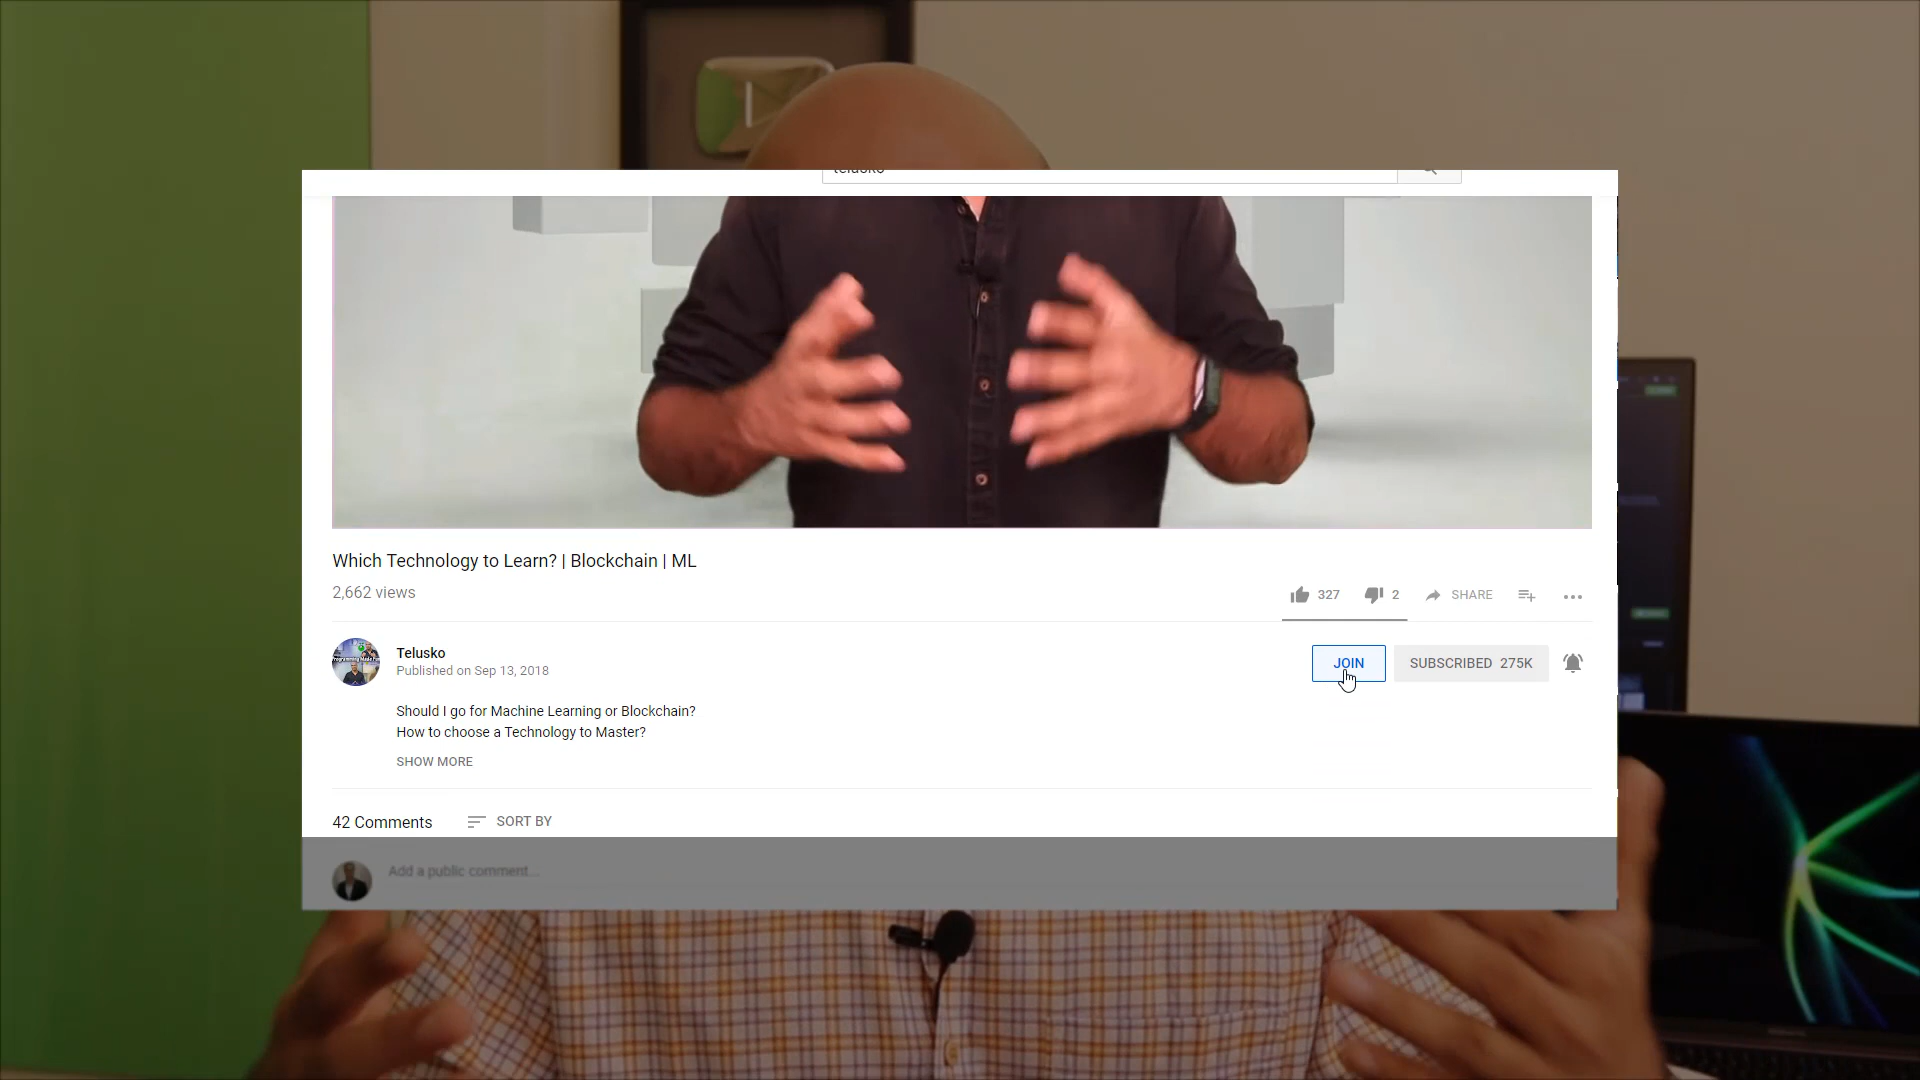 telusko
Which Technology to Learn? | Blockchain | ML
2,662 views
327
2
SHARE
Telusko
Published on Sep 13, 2018
JOIN
SUBSCRIBED 275K
Should I go for Machine Learning or Blockchain?
How to choose a Technology to Master?
SHOW MORE
42 Comments
SORT BY
Add a public comment...